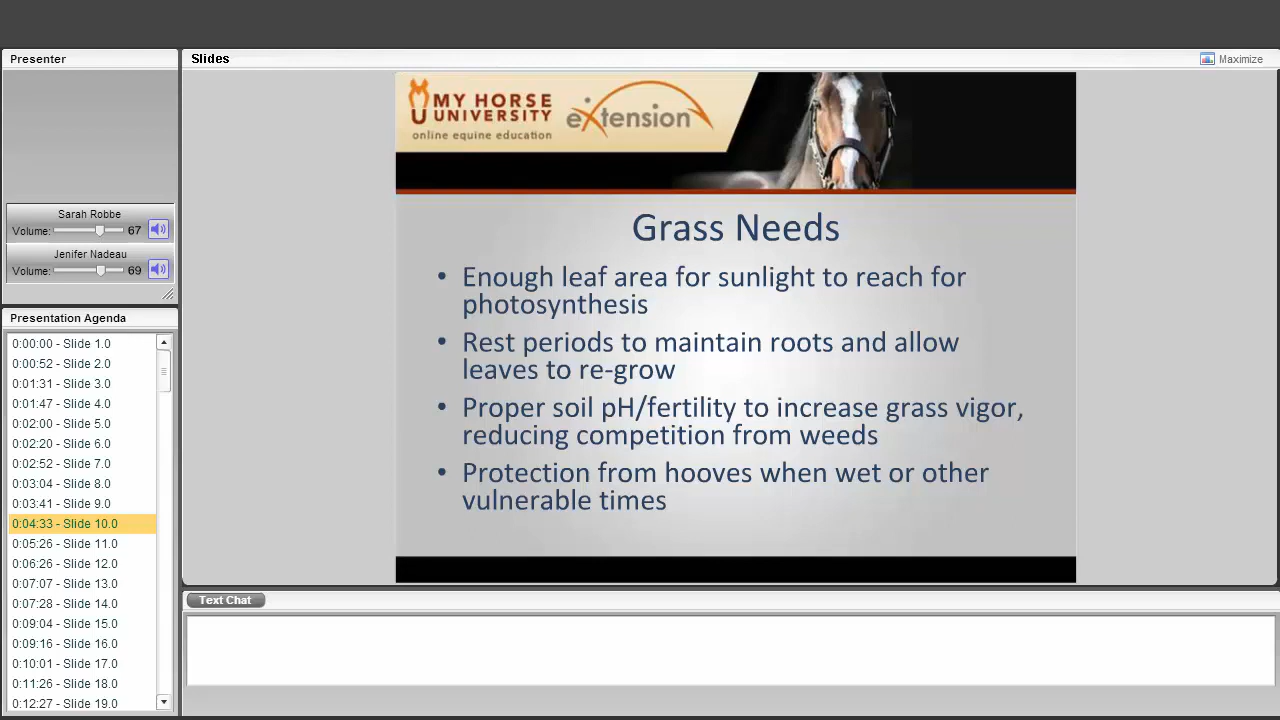 Presenter
Sarah Robbe
Volume: 67
Jenifer Nadeau
Volume: 69
Presentation Agenda
0:00:00 - Slide 1.0
0:00:52 - Slide 2.0
0:01:31 - Slide 3.0
0:01:47 - Slide 4.0
0:02:00 - Slide 5.0
0:02:20 - Slide 6.0
0:02:52 - Slide 7.0
0:03:04 - Slide 8.0
0:03:41 - Slide 9.0
0:04:33 - Slide 10.0
0:05:26 - Slide 11.0
0:06:26 - Slide 12.0
0:07:07 - Slide 13.0
0:07:28 - Slide 14.0
0:09:04 - Slide 15.0
0:09:16 - Slide 16.0
0:10:01 - Slide 17.0
0:11:26 - Slide 18.0
0:12:27 - Slide 19.0
Slides
Maximize
MY HORSE
UNIVERSITY
online equine education
eXtension
Grass Needs
• Enough leaf area for sunlight to reach for
photosynthesis
• Rest periods to maintain roots and allow
leaves to re-grow
• Proper soil pH/fertility to increase grass vigor,
reducing competition from weeds
• Protection from hooves when wet or other
vulnerable times
Text Chat